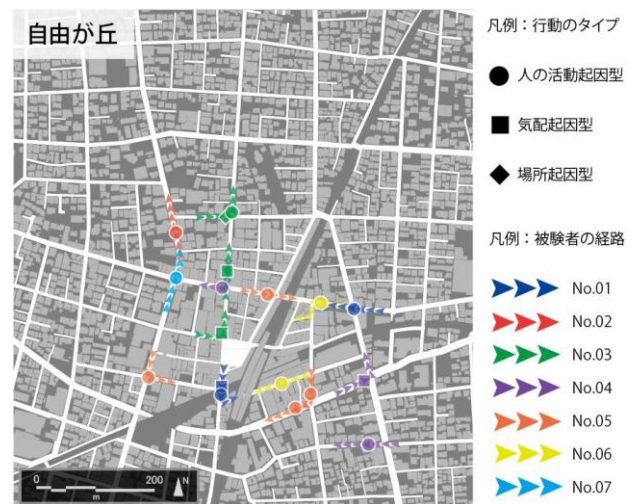 自由が丘
凡例：行動のタイプ
人の活動起因型
気配起因型
場所起因型
凡例：被験者の経路
No.01
No.02
No.03
No.04
No.05
No.06
No.07
0 200
m
N